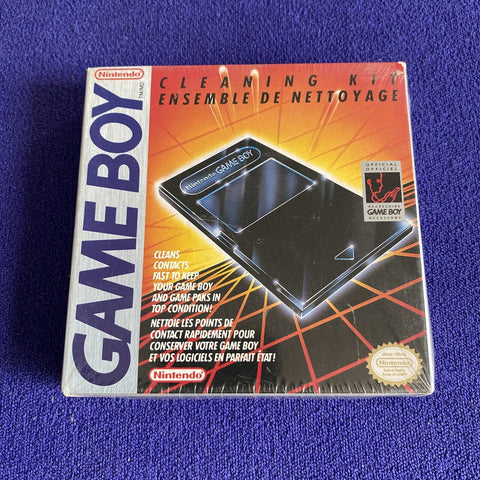 Nintendo
TM/MD
GAME BOY
CLEANING KIT
ENSEMBLE DE NETTOYAGE
Nintendo GAME BOY
OFFICIAL
OFFICIEL
ACCESSOIRE
GAME BOY
ACCESSORY
CLEANS
CONTACTS
FAST TO KEEP
YOUR GAME BOY
AND GAME PAKS IN
TOP CONDITION!
NETTOIE LES POINTS DE
CONTACT RAPIDEMENT POUR
CONSERVER VOTRE GAME BOY
ET VOS LOGICIELS EN PARFAIT ÉTAT!
Nintendo
Nintendo